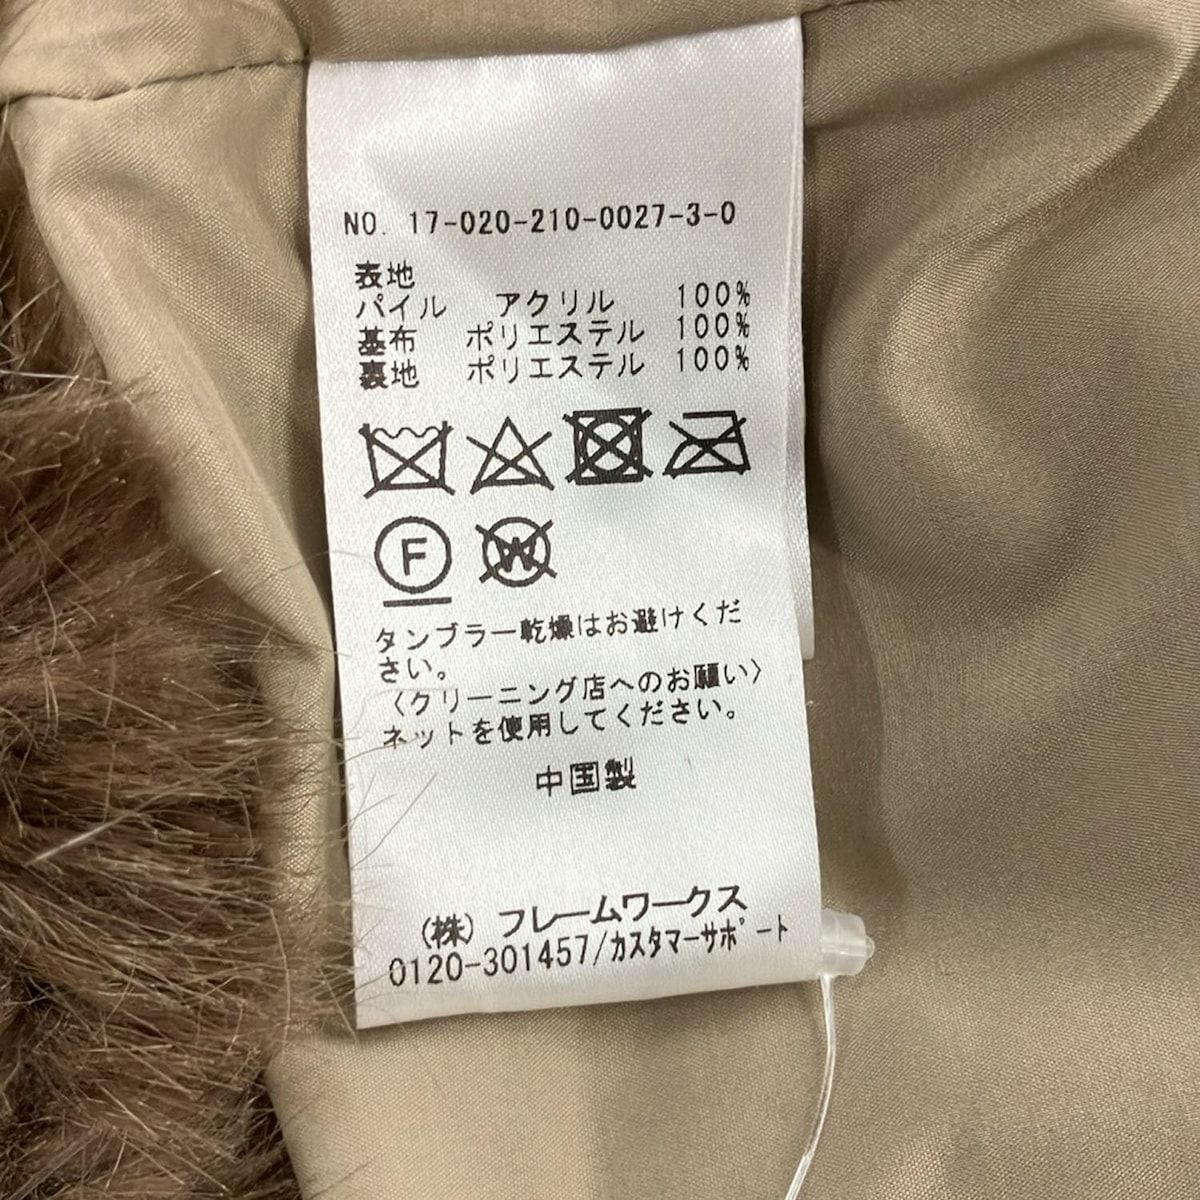 NO. 17-020-210-0027-3-0
表地
パイル アクリル 100%
基布 ポリエステル 100%
裏地 ポリエステル 100%
F W
タンブラー乾燥はお避けくだ
さい。
〈クリーニング店へのお願い〉
ネットを使用してください。
中国製
(株) フレームワークス
0120-301457/カスタマーサポート